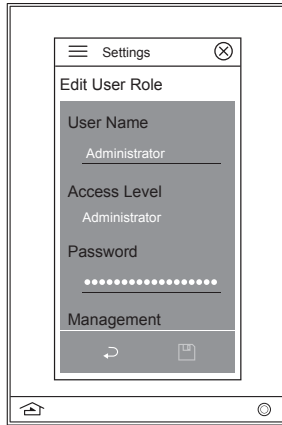 Settings
Edit User Role
User Name
Administrator
Access Level
Administrator
Password
••••••••••••••••••
Management